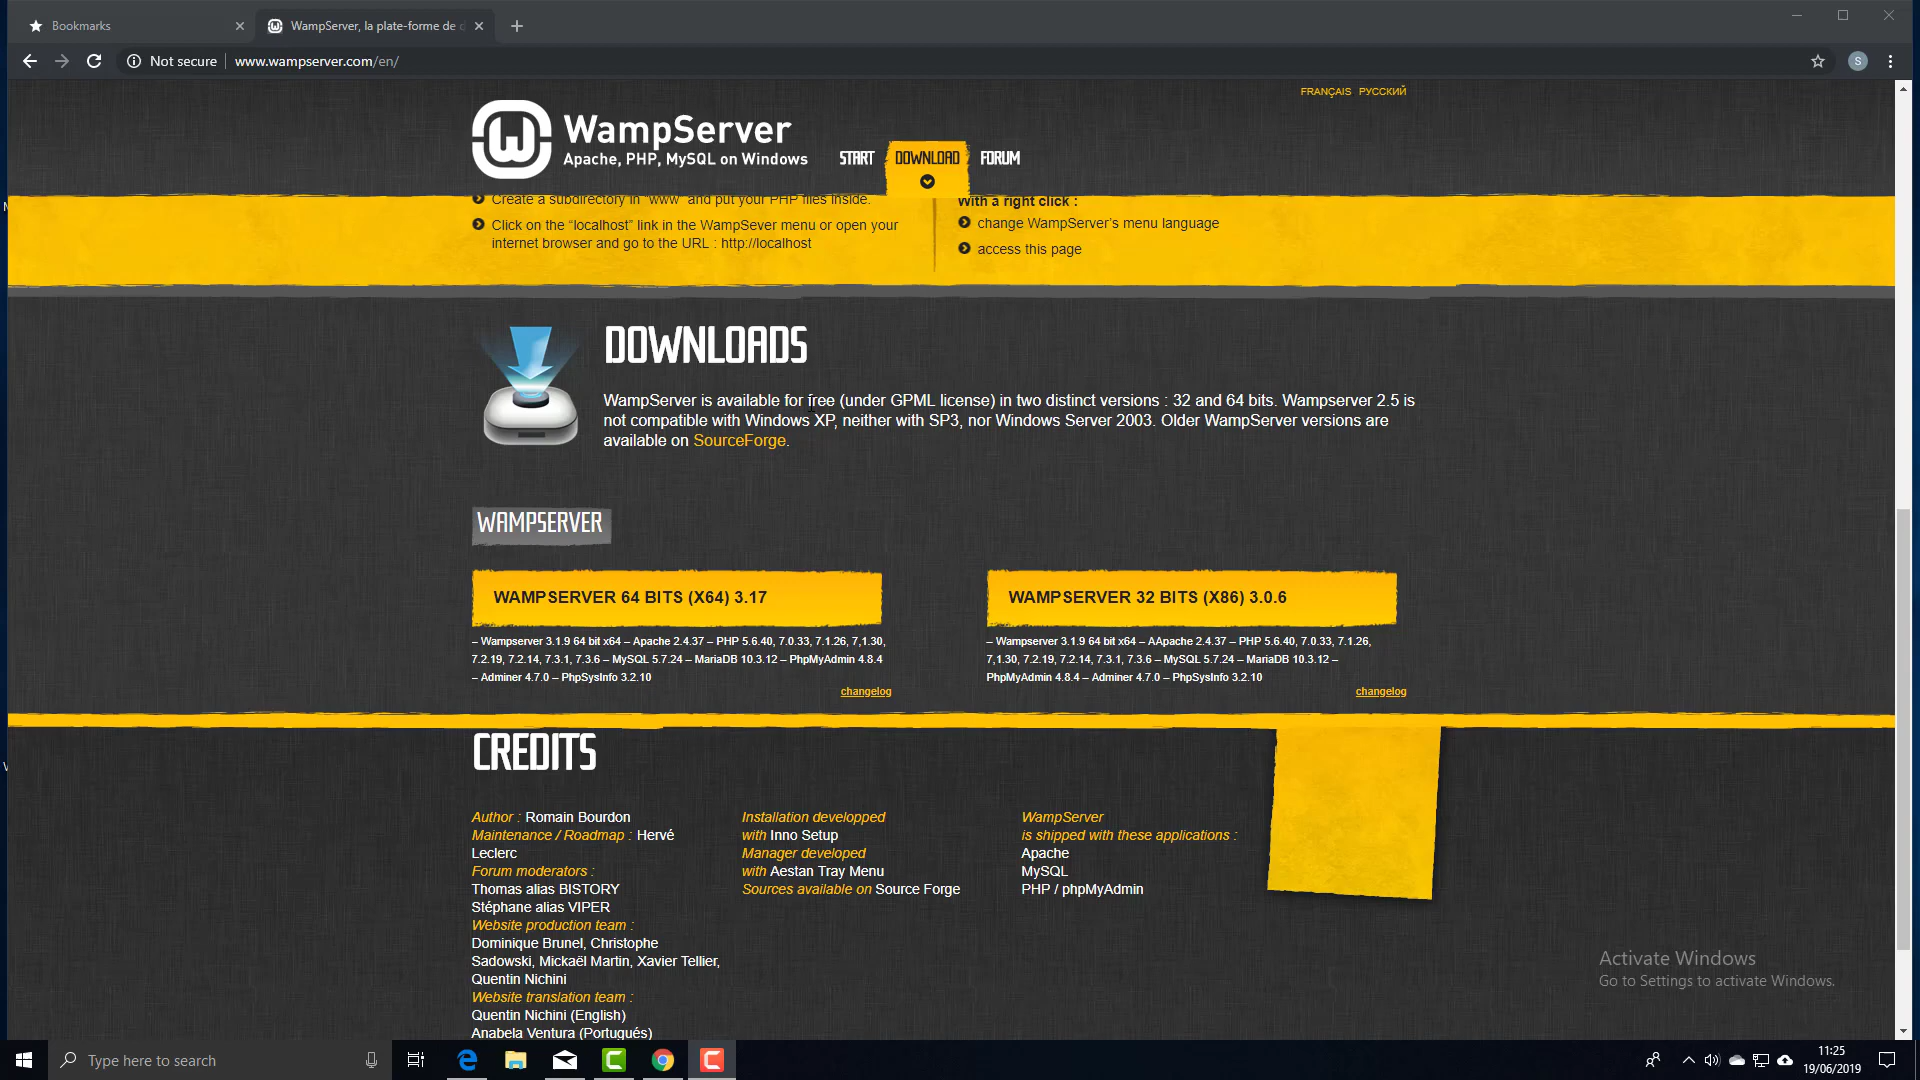 Bookmarks
WampServer, la plate-forme de
Not secure
www.wampserver.com/en/
S
FRANÇAIS РУССКИЙ
WampServer
Apache, PHP, MySQL on Windows
START
DOWNLOAD
FORUM
Create a subdirectory in “www” and put your PHP files inside.
Click on the “localhost” link in the WampSever menu or open your
internet browser and go to the URL : http://localhost
With a right click :
change WampServer’s menu language
access this page
DOWNLOADS
WampServer is available for free (under GPML license) in two distinct versions : 32 and 64 bits. Wampserver 2.5 is
not compatible with Windows XP, neither with SP3, nor Windows Server 2003. Older WampServer versions are
available on SourceForge.
WAMPSERVER
WAMPSERVER 64 BITS (X64) 3.17
– Wampserver 3.1.9 64 bit x64 – Apache 2.4.37 – PHP 5.6.40, 7.0.33, 7.1.26, 7,1.30,
7.2.19, 7.2.14, 7.3.1, 7.3.6 – MySQL 5.7.24 – MariaDB 10.3.12 – PhpMyAdmin 4.8.4
– Adminer 4.7.0 – PhpSysInfo 3.2.10
changelog
WAMPSERVER 32 BITS (X86) 3.0.6
– Wampserver 3.1.9 64 bit x64 – AApache 2.4.37 – PHP 5.6.40, 7.0.33, 7.1.26,
7,1.30, 7.2.19, 7.2.14, 7.3.1, 7.3.6 – MySQL 5.7.24 – MariaDB 10.3.12 –
PhpMyAdmin 4.8.4 – Adminer 4.7.0 – PhpSysInfo 3.2.10
changelog
CREDITS
Author : Romain Bourdon
Maintenance / Roadmap : Hervé
Leclerc
Forum moderators :
Thomas alias BISTORY
Stéphane alias VIPER
Website production team :
Dominique Brunel, Christophe
Sadowski, Mickaël Martin, Xavier Tellier,
Quentin Nichini
Website translation team :
Quentin Nichini (English)
Anabela Ventura (Portugués)
Installation developped
with Inno Setup
Manager developed
with Aestan Tray Menu
Sources available on Source Forge
WampServer
is shipped with these applications :
Apache
MySQL
PHP / phpMyAdmin
Activate Windows
Go to Settings to activate Windows.
Type here to search
11:25
19/06/2019